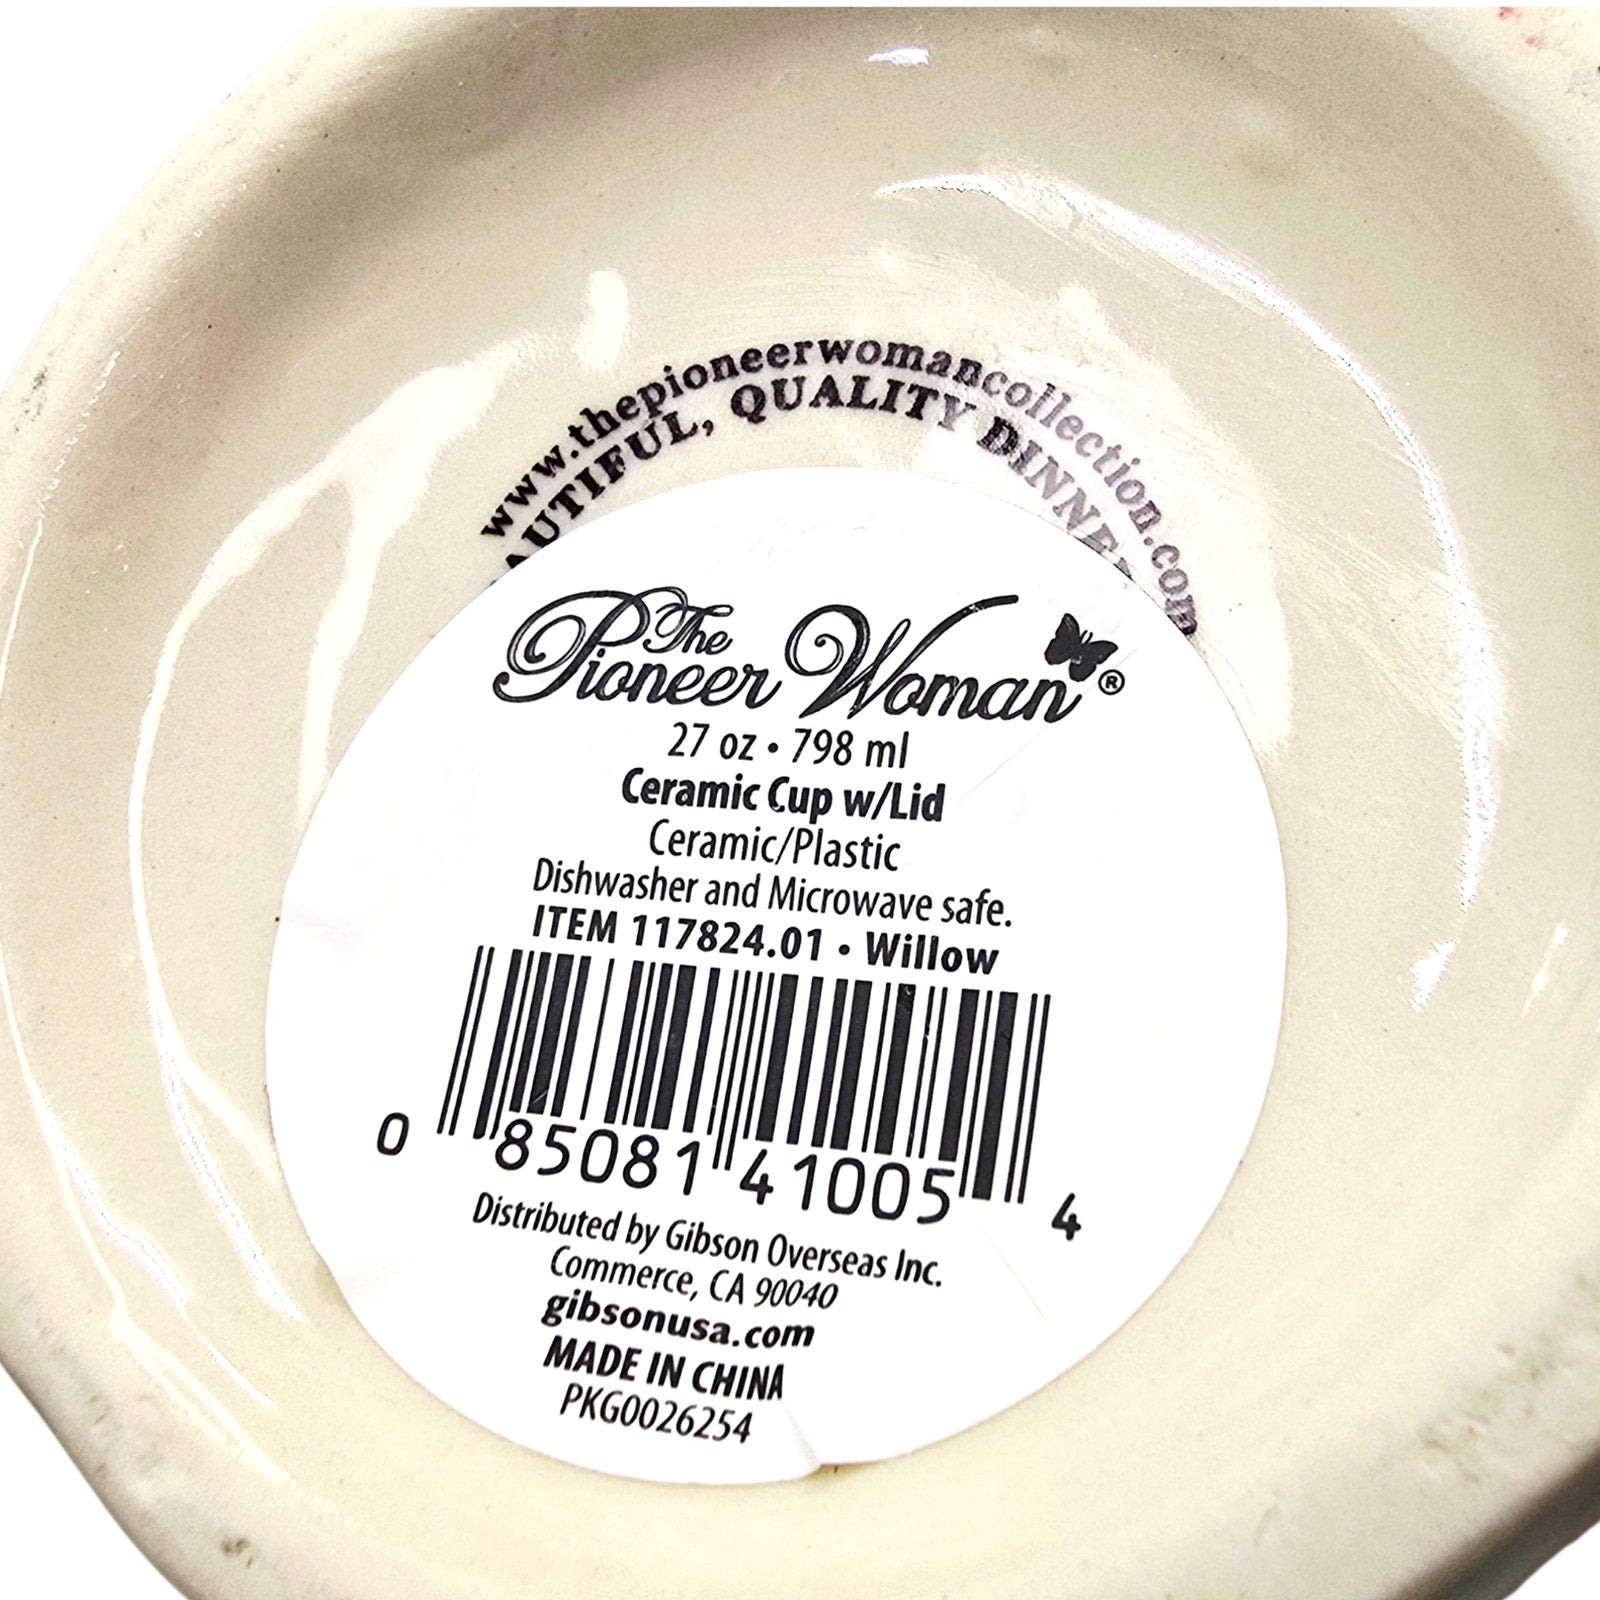 www.thepioneerwomancollection.com
QUALITY
The
Pioneer Woman®
27 oz • 798 ml
Ceramic Cup w/Lid
Ceramic/Plastic
Dishwasher and Microwave safe.
ITEM 117824.01 • Willow
0 85081 41005 4
Distributed by Gibson Overseas Inc.
Commerce, CA 90040
gibsonusa.com
MADE IN CHINA
PKG0026254